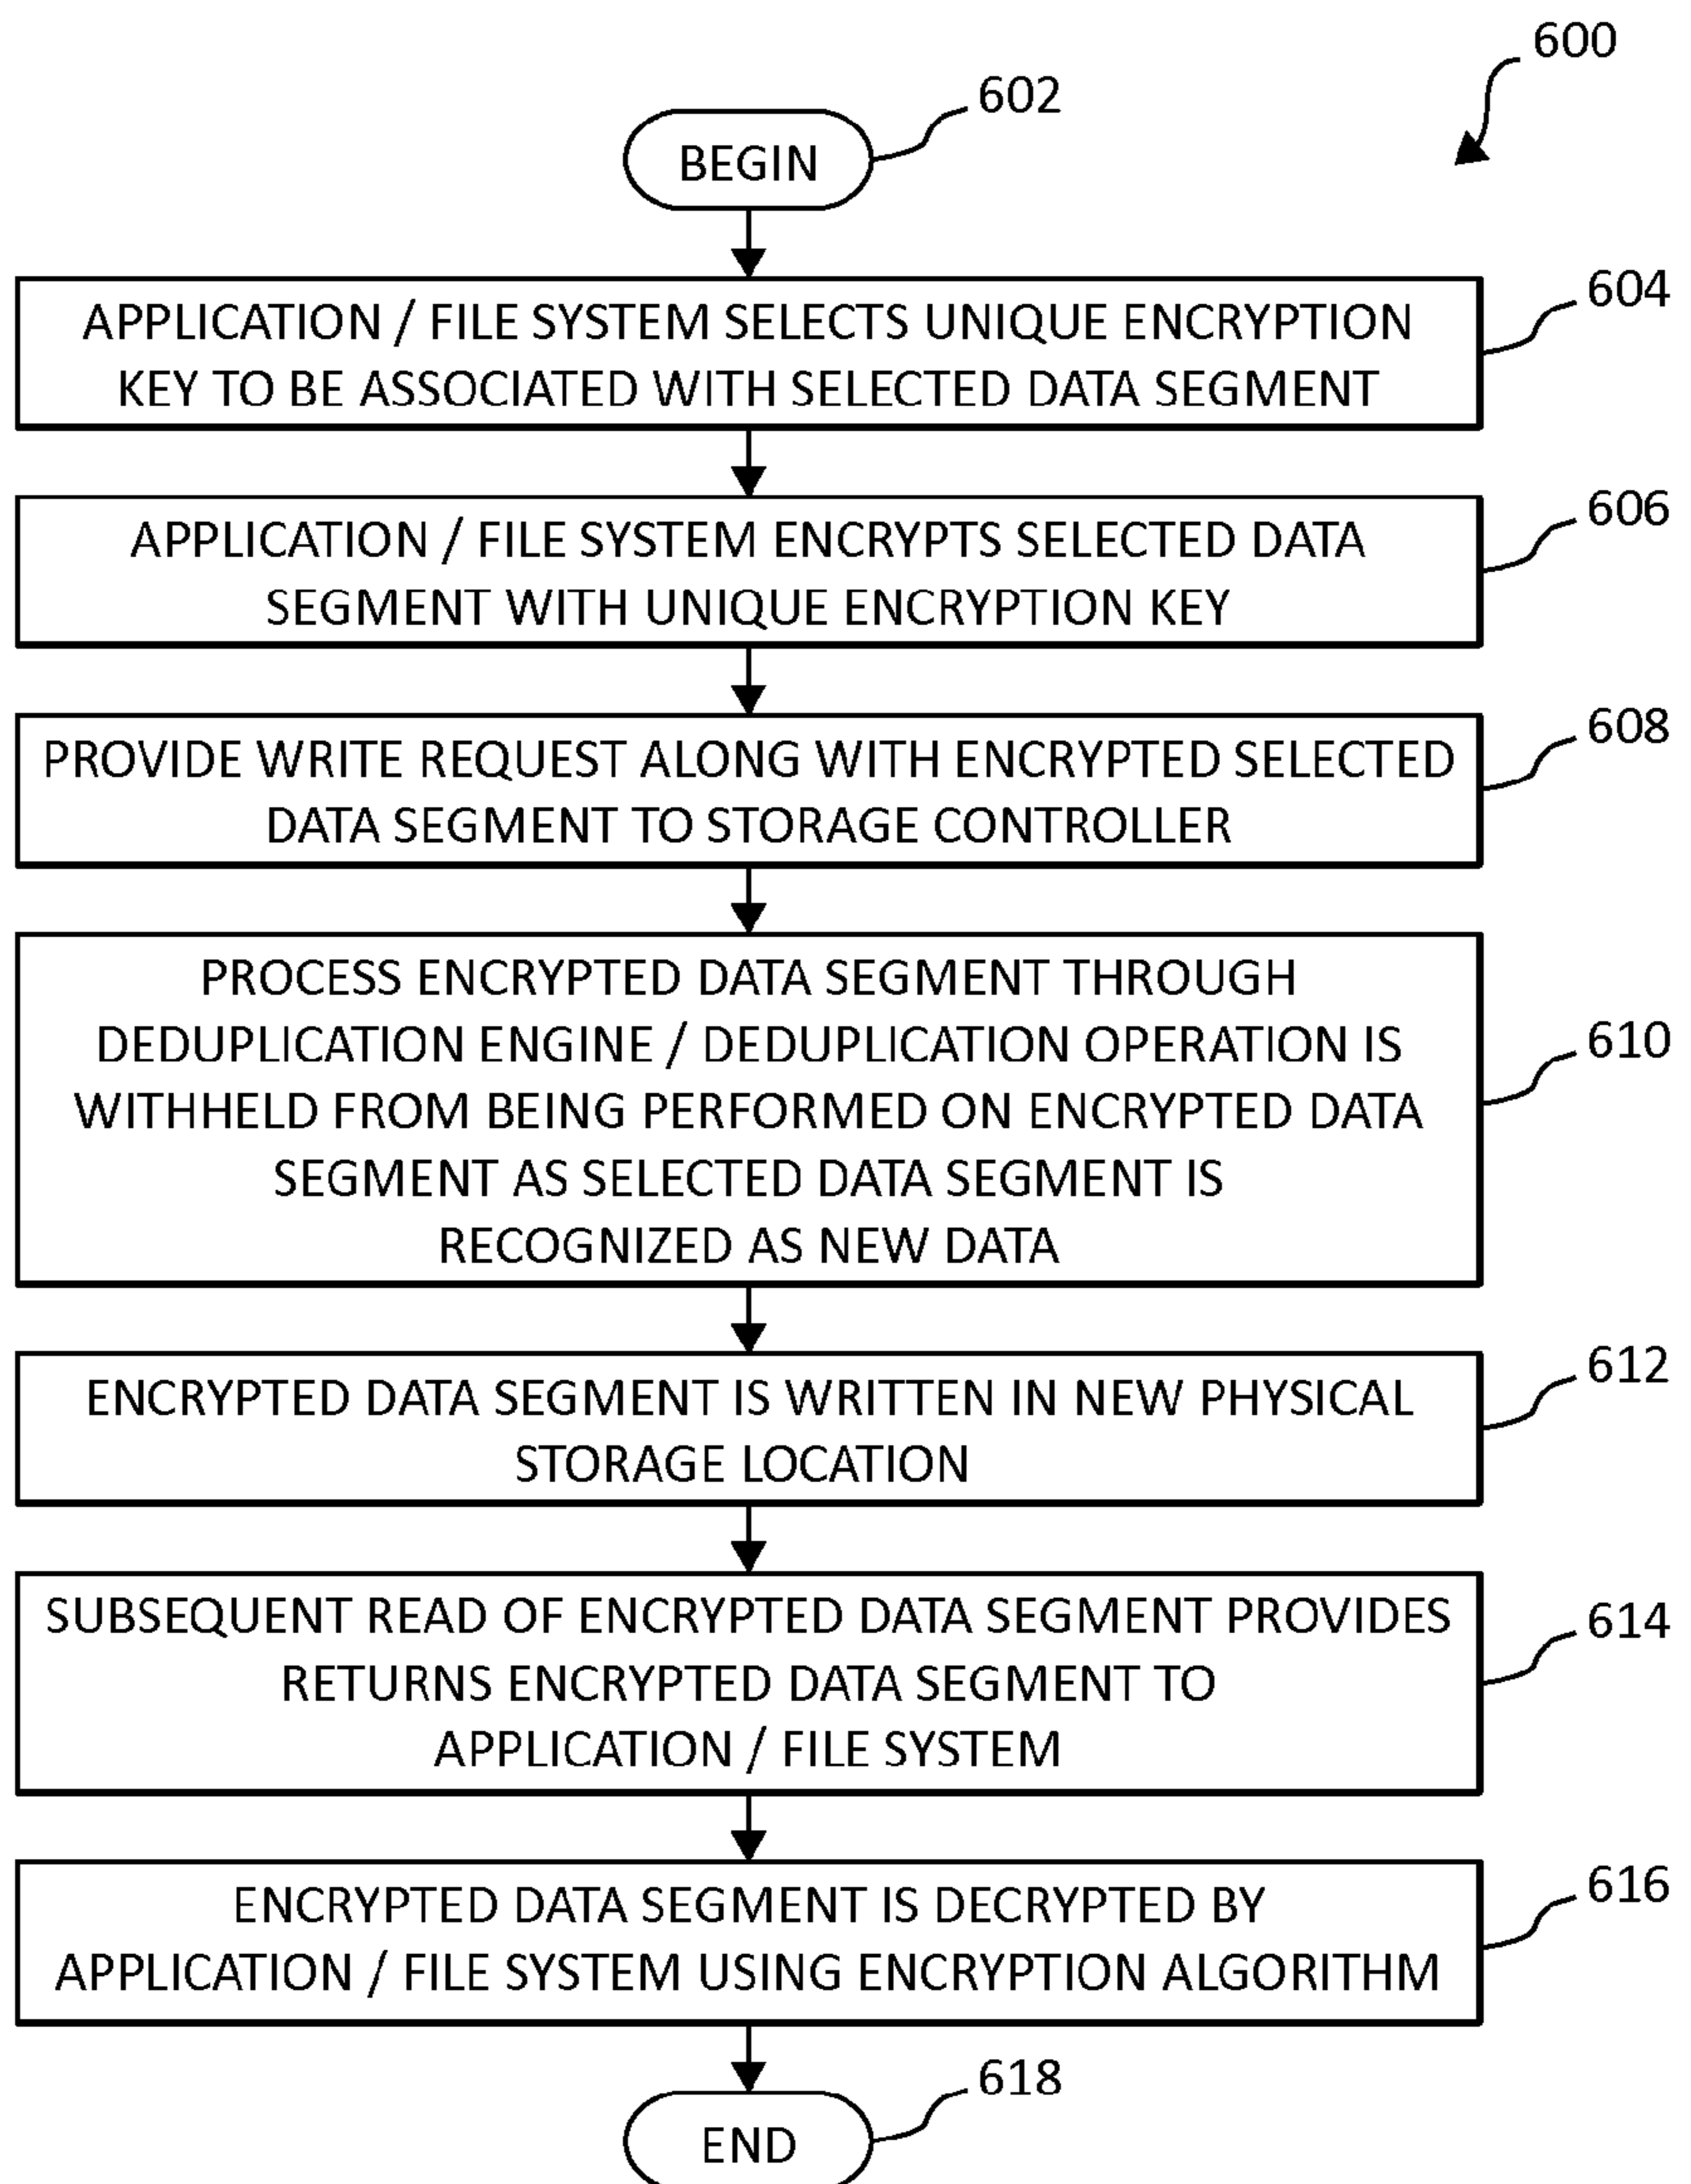 600
602
BEGIN
604
APPLICATION / FILE SYSTEM SELECTS UNIQUE ENCRYPTION
KEY TO BE ASSOCIATED WITH SELECTED DATA SEGMENT
606
APPLICATION / FILE SYSTEM ENCRYPTS SELECTED DATA
SEGMENT WITH UNIQUE ENCRYPTION KEY
608
PROVIDE WRITE REQUEST ALONG WITH ENCRYPTED SELECTED
DATA SEGMENT TO STORAGE CONTROLLER
610
PROCESS ENCRYPTED DATA SEGMENT THROUGH
DEDUPLICATION ENGINE / DEDUPLICATION OPERATION IS
WITHHELD FROM BEING PERFORMED ON ENCRYPTED DATA
SEGMENT AS SELECTED DATA SEGMENT IS
RECOGNIZED AS NEW DATA
612
ENCRYPTED DATA SEGMENT IS WRITTEN IN NEW PHYSICAL
STORAGE LOCATION
614
SUBSEQUENT READ OF ENCRYPTED DATA SEGMENT PROVIDES
RETURNS ENCRYPTED DATA SEGMENT TO
APPLICATION / FILE SYSTEM
616
ENCRYPTED DATA SEGMENT IS DECRYPTED BY
APPLICATION / FILE SYSTEM USING ENCRYPTION ALGORITHM
618
END